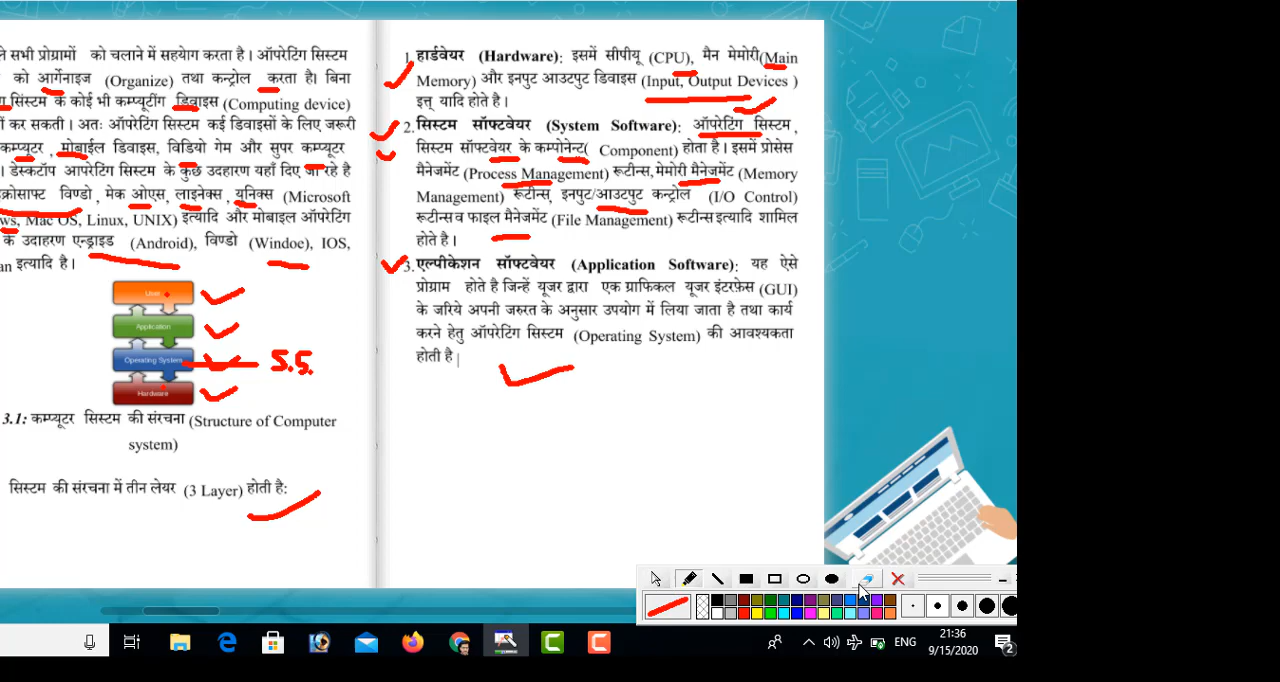 ले सभी प्रोग्रामों को चलाने में सहयोग करता है। ऑपरेटिंग सिस्टम
को आर्गेनाइज (Organize) तथा कन्ट्रोल करता है। बिना
सिंस्टम के कोई भी कम्प्यूटींग डिवाइस (Computing device)
कर सकती। अतः ऑपरेटिंग सिस्टम कई डिवाइसों के लिए जरूरी
कम्प्यूटर, मोबाईल डिवाइस, विडियो गेम और सुपर कम्प्यूटर
। डेस्कटॉप आपरेटिंग सिस्टम के कुछ उदाहरण यहाँ दिए जा रहे है
क्रोसाफ्ट विण्डो, मेक ओएस, लाइनेक्स, यूनिक्स (Microsoft
ws, Mac OS, Linux, UNIX) इत्यादि और मोबाइल ऑपरेटिंग
के उदाहरण एन्ड्राइड (Android), विण्डो (Windoe), IOS,
an इत्यादि है।
User
Application
Operating System
S.S.
Hardware
3.1: कम्प्यूटर सिस्टम की संरचना (Structure of Computer
system)
सिस्टम की संरचना में तीन लेयर (3 Layer) होती है:
1. हार्डवेयर (Hardware): इसमें सीपीयू (CPU), मैन मेमोरी(Main
Memory) और इनपुट आउटपुट डिवाइस (Input, Output Devices )
इत्त् यादि होते है।
2. सिस्टम सॉफ्टवेयर (System Software): ऑपरेटिंग सिस्टम,
सिस्टम सॉफ्टवेयर के कम्पोनेन्ट( Component) होता है। इसमें प्रोसेस
मैनेजमेंट (Process Management) रूटीन्स, मेमोरी मैनेजमेंट (Memory
Management) रूटीन्स, इनपुट/आउटपुट कन्ट्रोल (I/O Control)
रूटीन्स व फाइल मैनेजमेंट (File Management) रूटीन्स इत्यादि शामिल
होते है।
3. एल्पीकेशन सॉफ्टवेयर (Application Software): यह ऐसे
प्रोग्राम होते है जिन्हें यूजर द्वारा एक ग्राफिकल यूजर इंटरफ़ेस (GUI)
के जरिये अपनी जरुरत के अनुसार उपयोग में लिया जाता है तथा कार्य
करने हेतु ऑपरेटिंग सिस्टम (Operating System) की आवश्यकता
होती है|
ENG
21:36
9/15/2020
2